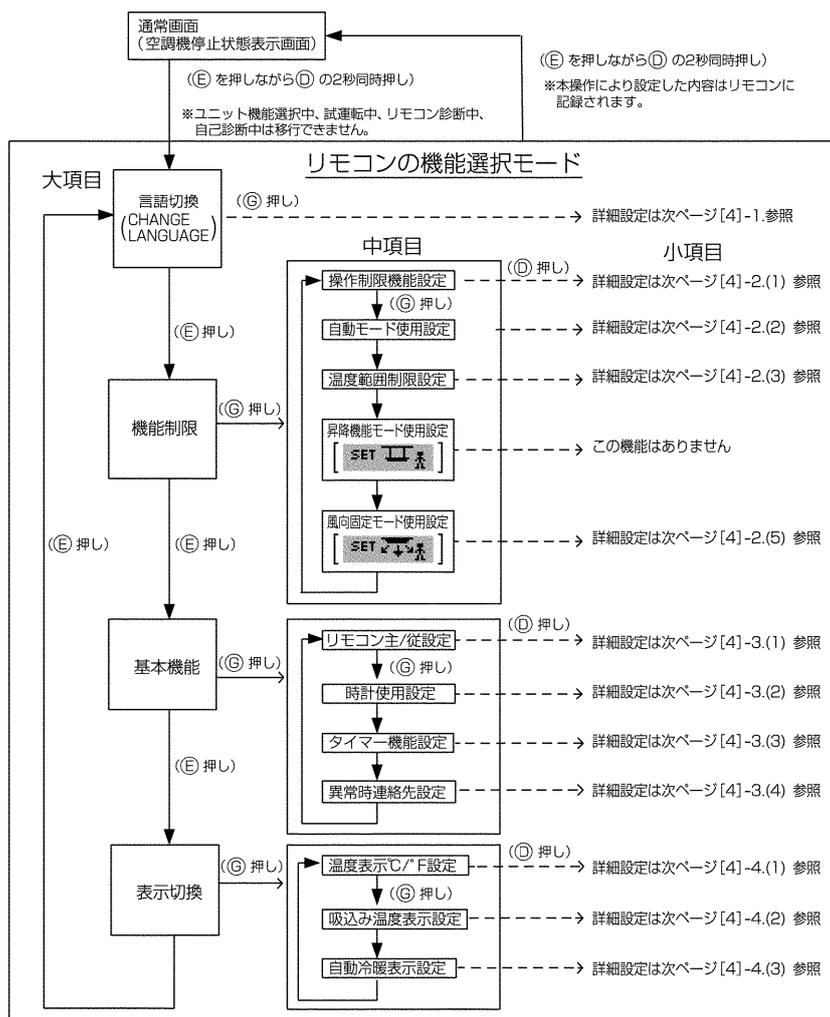 通常画面
(空調機停止状態表示画面)
(Ⓔ を押しながらⒹ の2秒同時押し)
※ユニット機能選択中、試運転中、リモコン診断中、
自己診断中は移行できません。
(Ⓔ を押しながらⒹ の2秒同時押し)
※本操作により設定した内容はリモコンに
記録されます。
リモコンの機能選択モード
大項目
言語切換
(CHANGE
LANGUAGE)
(Ⓖ 押し)
詳細設定は次ページ[4]-1.参照
中項目
小項目
(Ⓔ 押し)
操作制限機能設定
(Ⓓ 押し)
詳細設定は次ページ[4]-2.(1) 参照
(Ⓖ 押し)
自動モード使用設定
詳細設定は次ページ[4]-2.(2) 参照
機能制限
(Ⓖ 押し)
温度範囲制限設定
詳細設定は次ページ[4]-2.(3) 参照
昇降機能モード使用設定
[SET]
この機能はありません
風向固定モード使用設定
[SET]
詳細設定は次ページ[4]-2.(5) 参照
(Ⓔ 押し)
(Ⓔ 押し)
基本機能
(Ⓖ 押し)
リモコン主/従設定
(Ⓓ 押し)
詳細設定は次ページ[4]-3.(1) 参照
(Ⓖ 押し)
時計使用設定
詳細設定は次ページ[4]-3.(2) 参照
タイマー機能設定
詳細設定は次ページ[4]-3.(3) 参照
異常時連絡先設定
詳細設定は次ページ[4]-3.(4) 参照
(Ⓔ 押し)
表示切換
(Ⓖ 押し)
温度表示℃/°F設定
(Ⓓ 押し)
詳細設定は次ページ[4]-4.(1) 参照
(Ⓖ 押し)
吸込み温度表示設定
詳細設定は次ページ[4]-4.(2) 参照
自動冷暖表示設定
詳細設定は次ページ[4]-4.(3) 参照